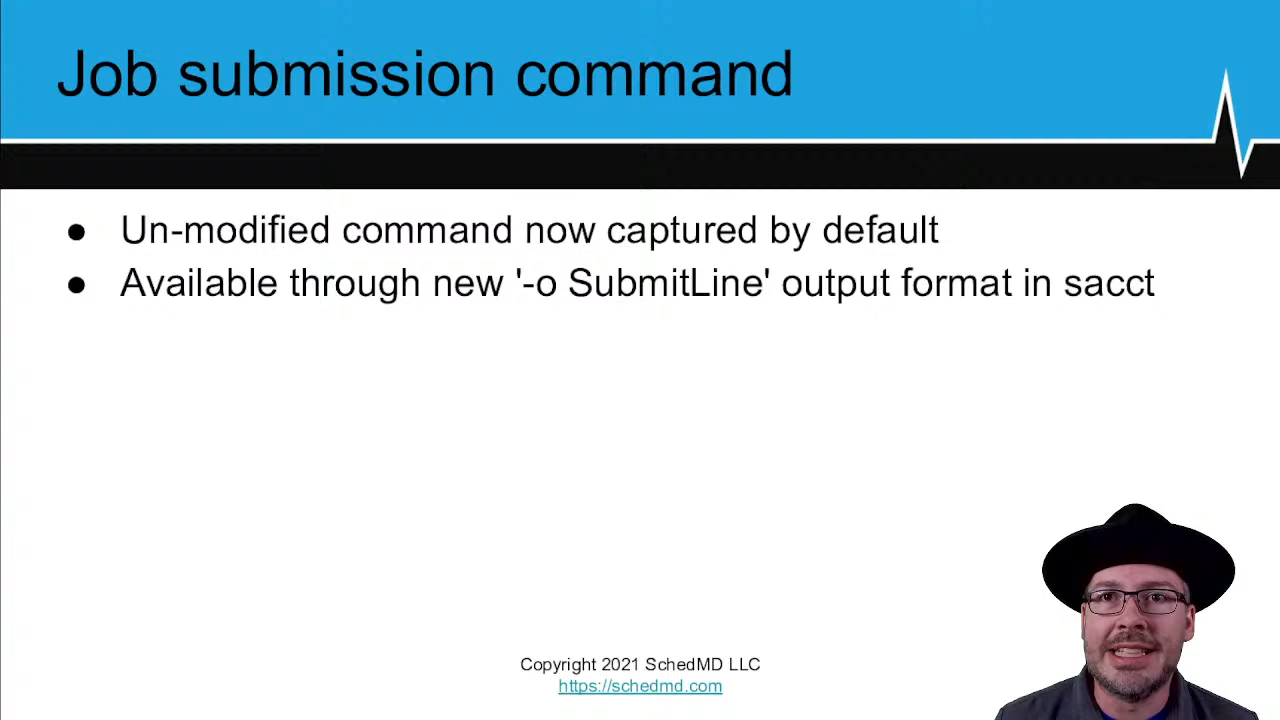 Job submission command
● Un-modified command now captured by default
● Available through new '-o SubmitLine' output format in sacct
Copyright 2021 SchedMD LLC
https://schedmd.com